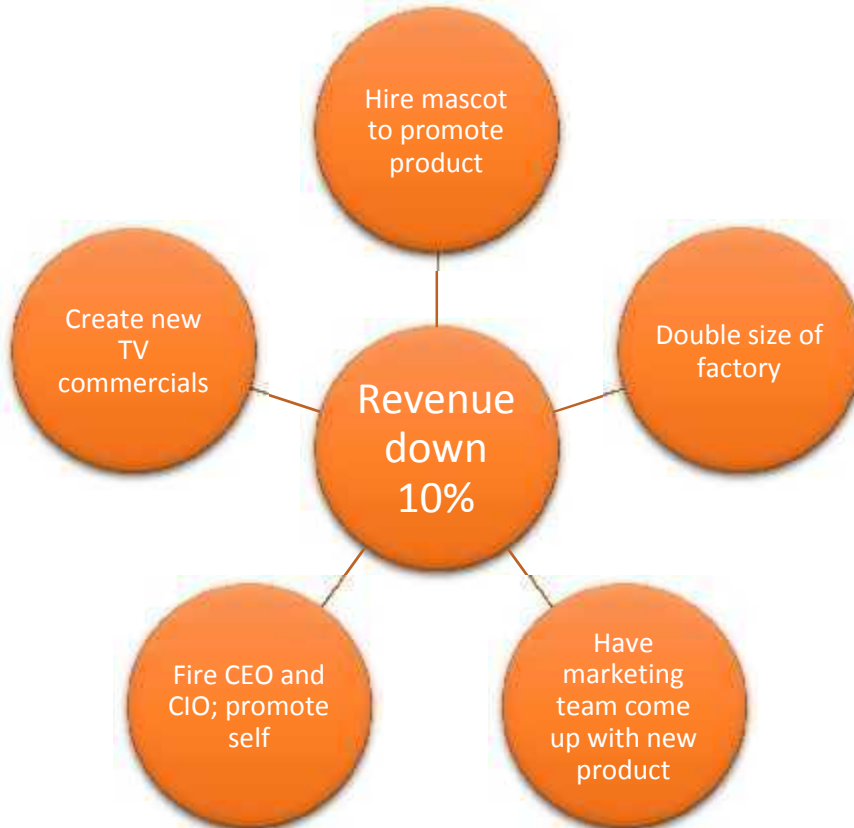 Hire mascot
to promote
product
Create new
TV
commercials
Double size of
factory
Revenue
down
10%
Fire CEO and
CIO; promote
self
Have
marketing
team come
up with new
product